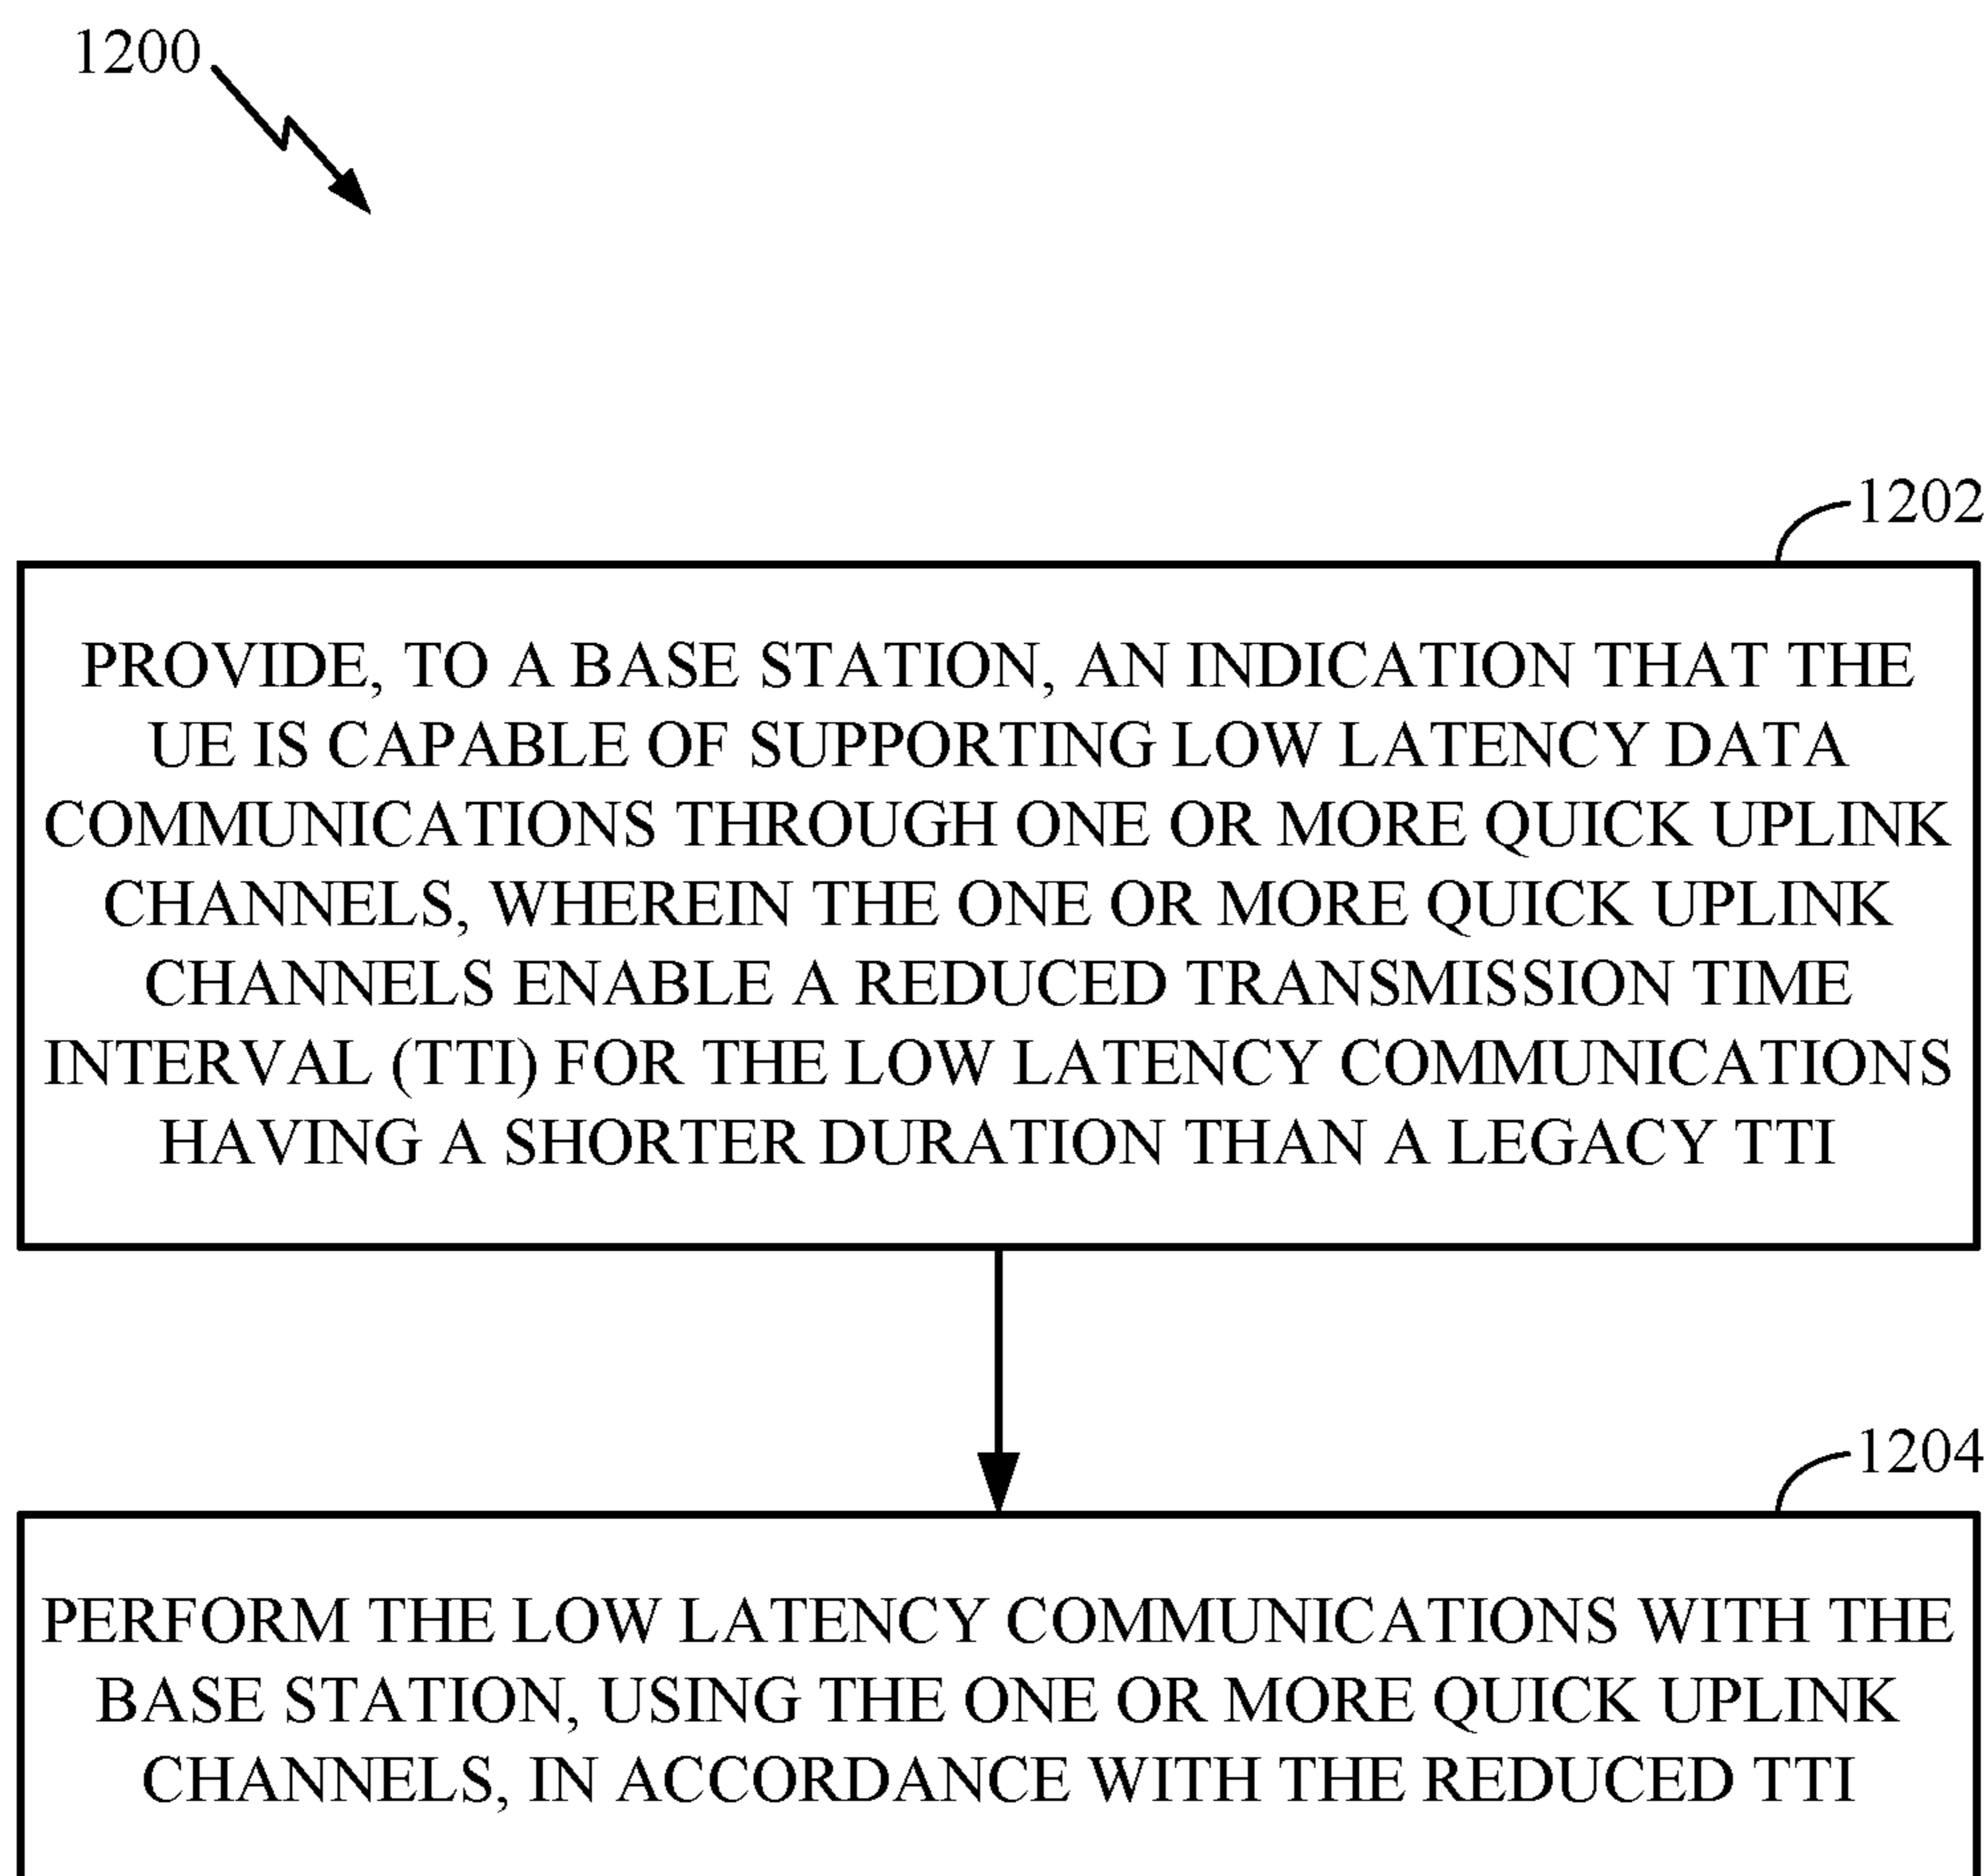 1200
1202
PROVIDE, TO A BASE STATION, AN INDICATION THAT THE
UE IS CAPABLE OF SUPPORTING LOW LATENCY DATA
COMMUNICATIONS THROUGH ONE OR MORE QUICK UPLINK
CHANNELS, WHEREIN THE ONE OR MORE QUICK UPLINK
CHANNELS ENABLE A REDUCED TRANSMISSION TIME
INTERVAL (TTI) FOR THE LOW LATENCY COMMUNICATIONS
HAVING A SHORTER DURATION THAN A LEGACY TTI
1204
PERFORM THE LOW LATENCY COMMUNICATIONS WITH THE
BASE STATION, USING THE ONE OR MORE QUICK UPLINK
CHANNELS, IN ACCORDANCE WITH THE REDUCED TTI